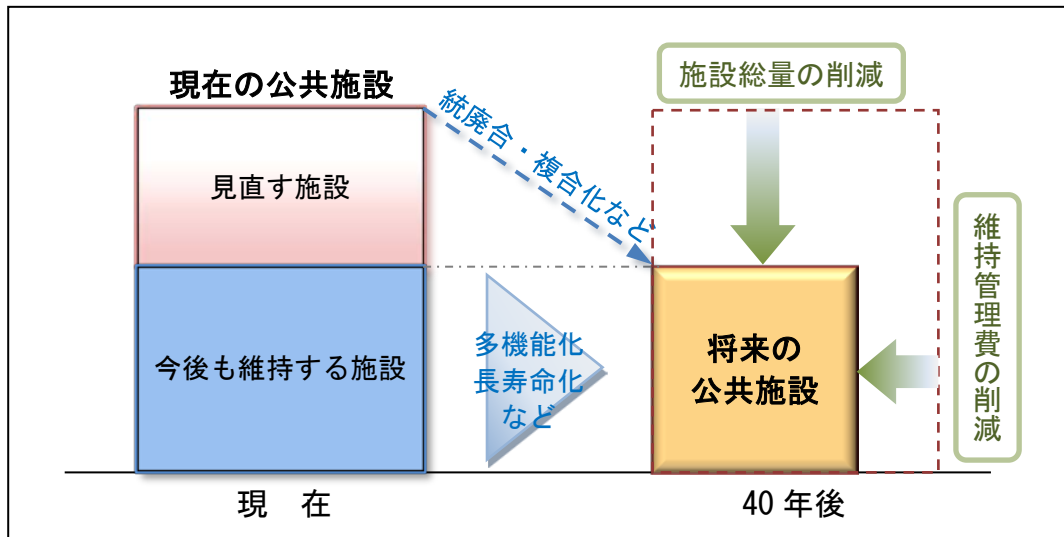 現在の公共施設
見直す施設
今後も維持する施設
統廃合・複合化など
多機能化
長寿命化
など
施設総量の削減
維持管理費の削減
将来の
公共施設
現　在
40 年後